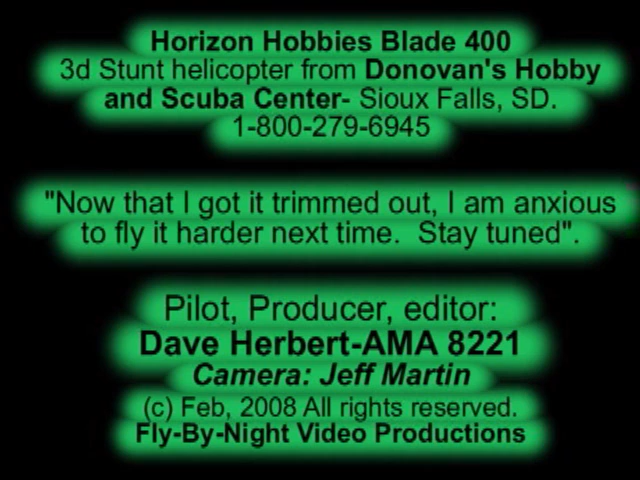 Horizon Hobbies Blade 400
3d Stunt helicopter from Donovan's Hobby
and Scuba Center- Sioux Falls, SD.
1-800-279-6945
"Now that I got it trimmed out, I am anxious
to fly it harder next time.  Stay tuned".
Pilot, Producer, editor:
Dave Herbert-AMA 8221
Camera: Jeff Martin
(c) Feb, 2008 All rights reserved.
Fly-By-Night Video Productions